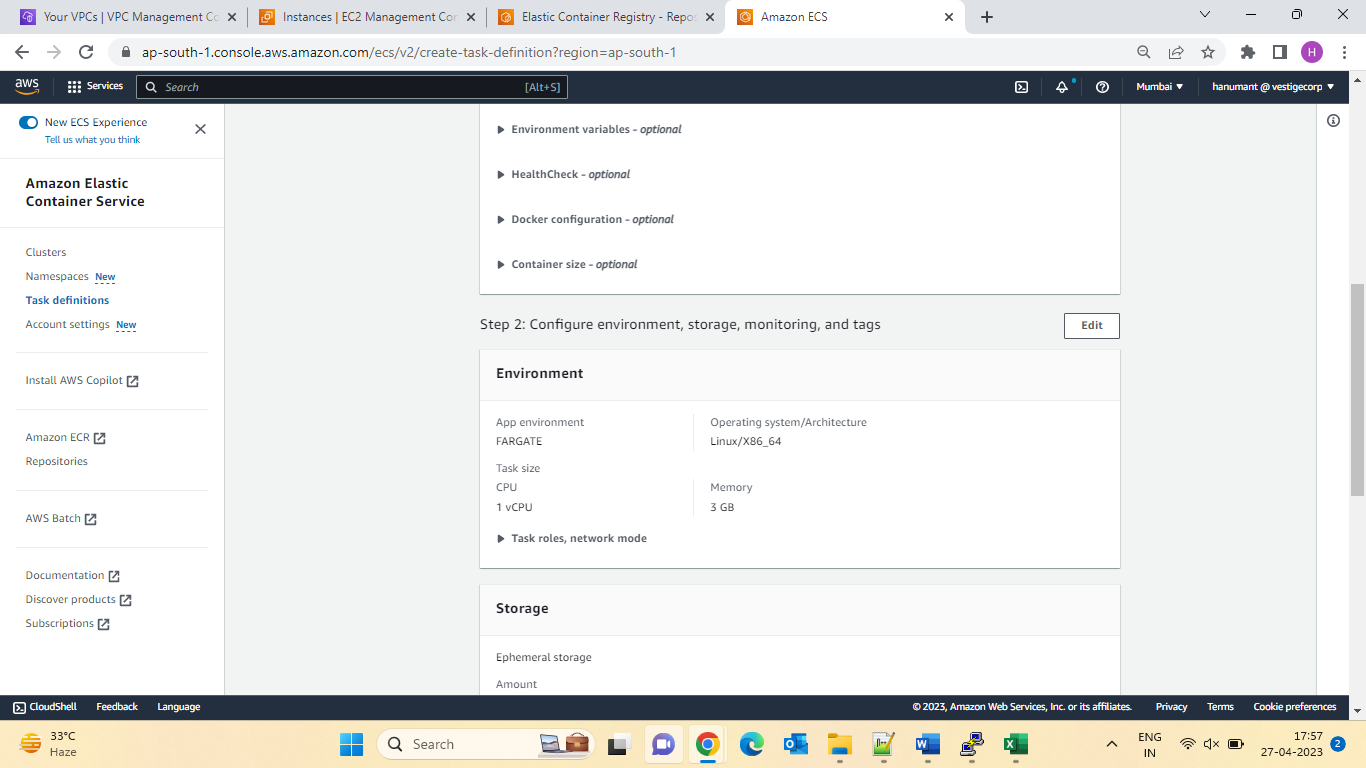 Your VPCs | VPC Management Co
Instances | EC2 Management Con
Elastic Container Registry - Repos
Amazon ECS
ap-south-1.console.aws.amazon.com/ecs/v2/create-task-definition?region=ap-south-1
H
aws
Services
Search
[Alt+S]
Mumbai
hanumant @ vestigecorp
New ECS Experience
Tell us what you think
Amazon Elastic
Container Service
Clusters
Namespaces New
Task definitions
Account settings New
Install AWS Copilot
Amazon ECR
Repositories
AWS Batch
Documentation
Discover products
Subscriptions
Environment variables - optional
HealthCheck - optional
Docker configuration - optional
Container size - optional
Step 2: Configure environment, storage, monitoring, and tags
Edit
Environment
App environment
FARGATE
Operating system/Architecture
Linux/X86_64
Task size
CPU
1 vCPU
Memory
3 GB
Task roles, network mode
Storage
Ephemeral storage
Amount
CloudShell
Feedback
Language
© 2023, Amazon Web Services, Inc. or its affiliates.
Privacy
Terms
Cookie preferences
33°C
Haze
Search
ENG
IN
17:57
27-04-2023
2